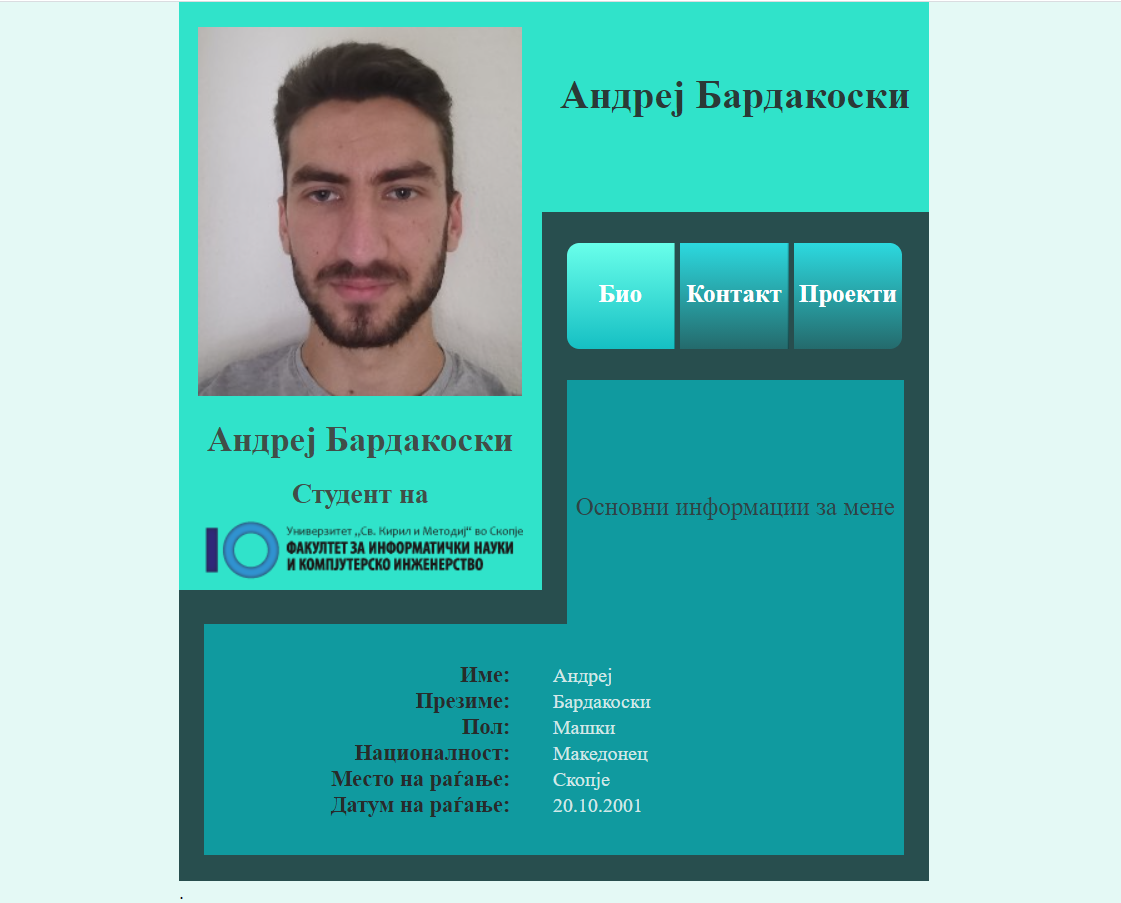 Андреј Бардакоски
Био
Контакт
Проекти
Андреј Бардакоски
Студент на
Универзитет „Св. Кирил и Методиј“ во Скопје
ФАКУЛТЕТ ЗА ИНФОРМАТИЧКИ НАУКИ
И КОМПЈУТЕРСКО ИНЖЕНЕРСТВО
Основни информации за мене
Име: Андреј
Презиме: Бардакоски
Пол: Машки
Националност: Македонец
Место на раѓање: Скопје
Датум на раѓање: 20.10.2001
.